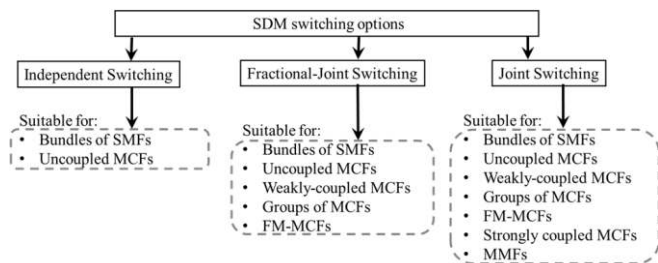 SDM switching options
Independent Switching
Suitable for:
• Bundles of SMFs
• Uncoupled MCFs
Fractional-Joint Switching
Suitable for:
• Bundles of SMFs
• Uncoupled MCFs
• Weakly-coupled MCFs
• Groups of MCFs
• FM-MCFs
Joint Switching
Suitable for:
• Bundles of SMFs
• Uncoupled MCFs
• Weakly-coupled MCFs
• Groups of MCFs
• FM-MCFs
• Strongly coupled MCFs
• MMFs